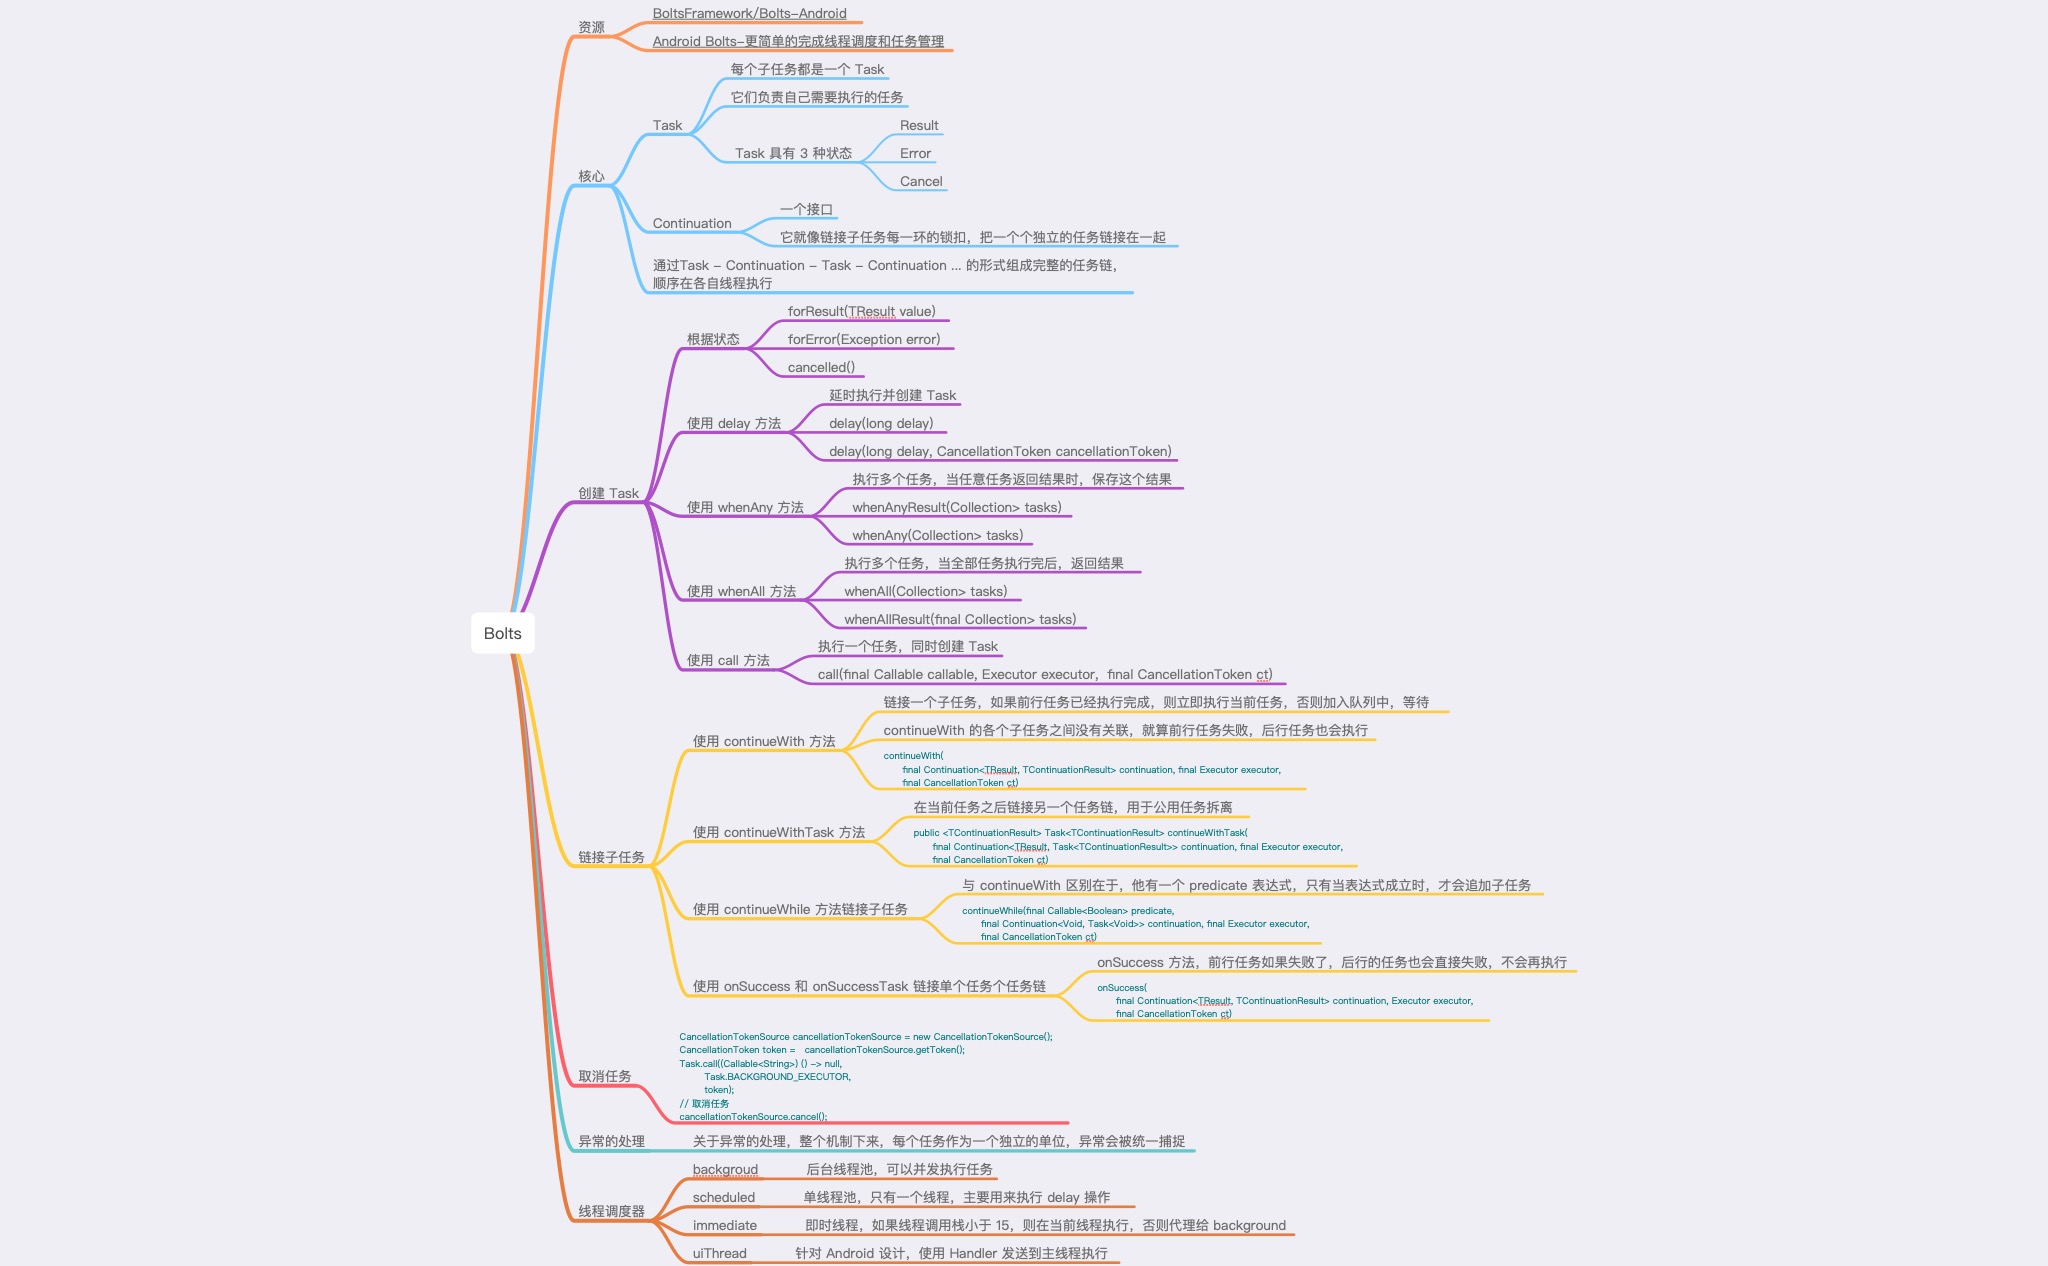 资源
BoltsFramework/Bolts-Android
Android Bolts-更简单的完成线程调度和任务管理
核心
Task
每个子任务都是一个 Task
它们负责自己需要执行的任务
Task 具有 3 种状态
Result
Error
Cancel
Continuation
一个接口
它就像链接子任务每一环的锁扣，把一个个独立的任务链接在一起
通过Task - Continuation - Task - Continuation ... 的形式组成完整的任务链，
顺序在各自线程执行
创建 Task
根据状态
forResult(TResult value)
forError(Exception error)
cancelled()
使用 delay 方法
延时执行并创建 Task
delay(long delay)
delay(long delay, CancellationToken cancellationToken)
使用 whenAny 方法
执行多个任务，当任意任务返回结果时，保存这个结果
whenAnyResult(Collection> tasks)
whenAny(Collection> tasks)
使用 whenAll 方法
执行多个任务，当全部任务执行完后，返回结果
whenAll(Collection> tasks)
whenAllResult(final Collection> tasks)
使用 call 方法
执行一个任务，同时创建 Task
call(final Callable callable, Executor executor,  final CancellationToken ct)
Bolts
链接子任务
使用 continueWith 方法
链接一个子任务，如果前行任务已经执行完成，则立即执行当前任务，否则加入队列中，等待
continueWith 的各个子任务之间没有关联，就算前行任务失败，后行任务也会执行
continueWith(
final Continuation<TResult, TContinuationResult> continuation, final Executor executor,
final CancellationToken ct)
使用 continueWithTask 方法
在当前任务之后链接另一个任务链，用于公用任务拆离
public <TContinuationResult> Task<TContinuationResult> continueWithTask(
final Continuation<TResult, Task<TContinuationResult>> continuation, final Executor executor,
final CancellationToken ct)
使用 continueWhile 方法链接子任务
与 continueWith 区别在于，他有一个 predicate 表达式，只有当表达式成立时，才会追加子任务
continueWhile(final Callable<Boolean> predicate,
final Continuation<Void, Task<Void>> continuation, final Executor executor,
final CancellationToken ct)
使用 onSuccess 和 onSuccessTask 链接单个任务个任务链
onSuccess 方法，前行任务如果失败了，后行的任务也会直接失败，不会再执行
onSuccess(
final Continuation<TResult, TContinuationResult> continuation, Executor executor,
final CancellationToken ct)
取消任务
CancellationTokenSource cancellationTokenSource = new CancellationTokenSource();
CancellationToken token =   cancellationTokenSource.getToken();
Task.call((Callable<String>) () -> null,
Task.BACKGROUND_EXECUTOR,
token);
// 取消任务
cancellationTokenSource.cancel();
异常的处理
关于异常的处理，整个机制下来，每个任务作为一个独立的单位，异常会被统一捕捉
线程调度器
backgroud
后台线程池，可以并发执行任务
scheduled
单线程池，只有一个线程，主要用来执行 delay 操作
immediate
即时线程，如果线程调用栈小于 15，则在当前线程执行，否则代理给 background
uiThread
针对 Android 设计，使用 Handler 发送到主线程执行